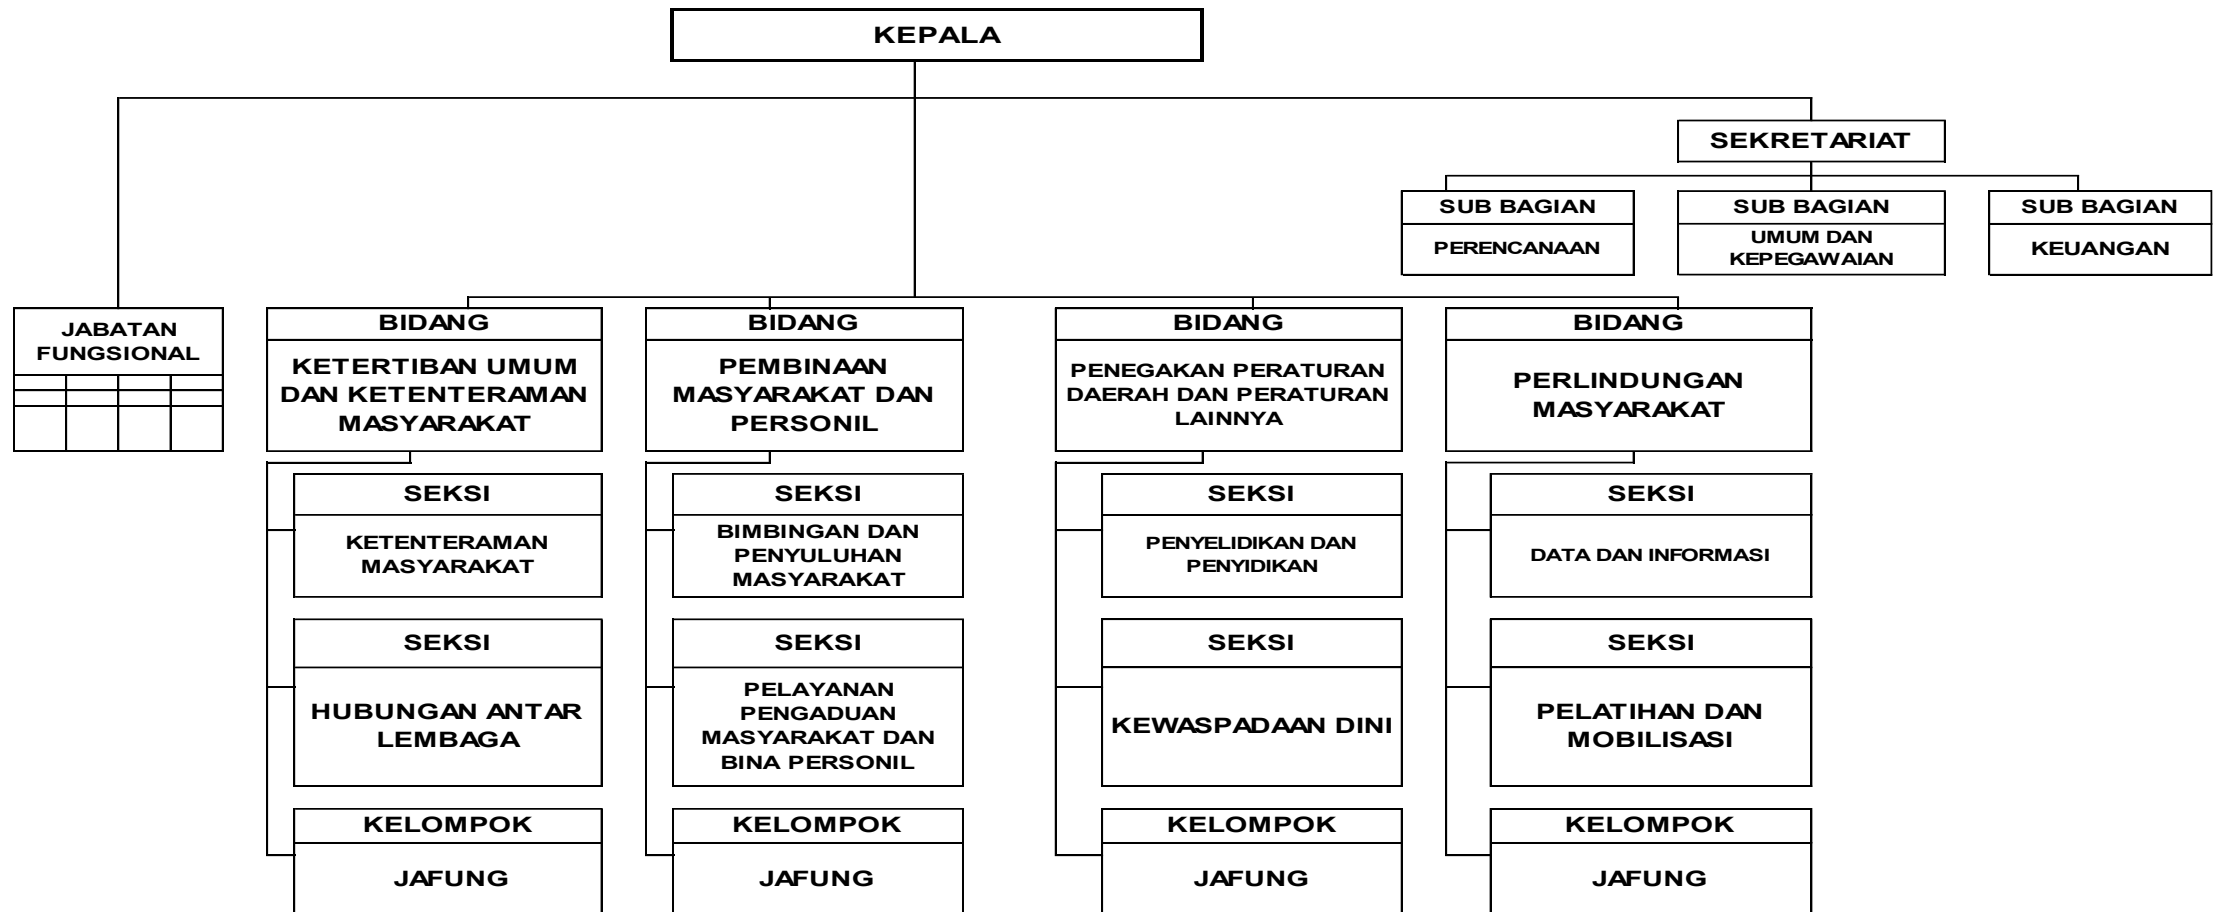 KEPALA
SEKRETARIAT
SUB BAGIAN
PERENCANAAN
SUB BAGIAN
UMUM DAN
KEPEGAWAIAN
SUB BAGIAN
KEUANGAN
JABATAN
FUNGSIONAL
BIDANG
KETERTIBAN UMUM
DAN KETENTERAMAN
MASYARAKAT
BIDANG
PEMBINAAN
MASYARAKAT DAN
PERSONIL
BIDANG
PENEGAKAN PERATURAN
DAERAH DAN PERATURAN
LAINNYA
BIDANG
PERLINDUNGAN
MASYARAKAT
SEKSI
KETENTERAMAN
MASYARAKAT
SEKSI
BIMBINGAN DAN
PENYULUHAN
MASYARAKAT
SEKSI
PENYELIDIKAN DAN
PENYIDIKAN
SEKSI
DATA DAN INFORMASI
SEKSI
HUBUNGAN ANTAR
LEMBAGA
SEKSI
PELAYANAN
PENGADUAN
MASYARAKAT DAN
BINA PERSONIL
SEKSI
KEWASPADAAN DINI
SEKSI
PELATIHAN DAN
MOBILISASI
KELOMPOK
JAFUNG
KELOMPOK
JAFUNG
KELOMPOK
JAFUNG
KELOMPOK
JAFUNG